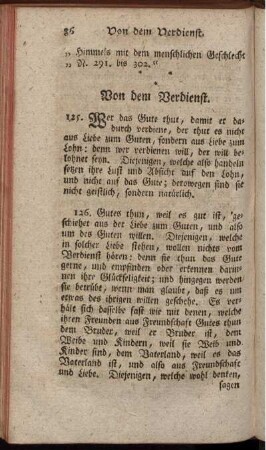 86 Von dem Verdienst.
„ Himmels mit dem menschlichen Geschlecht
„ N. 291. bis 302.“
* * *
Von dem Verdienst.
125. Wer das Gute thut, damit er da-
durch verdiene, der thut es nicht
aus Liebe zum Guten, sondern aus Liebe zum
Lohn: denn wer verdienen will, der will be-
lohnet seyn. Diejenigen, welche also handeln
setzen ihre Lust und Absicht auf den Lohn,
und nicht auf das Gute; derowegen sind sie
nicht geistlich, sondern natürlich.
126. Gutes thun, weil es gut ist, ge-
schiehet aus der Liebe zum Guten, und also
um des Guten willen. Diejenigen, welche
in solcher Liebe stehen, wollen nichts von
Verdienst hören: denn sie thun das Gute
gerne, und empfinden oder erkennen darun-
nen ihre Glückseligkeit; und hingegen werden
sie betrübt, wenn man glaubt, daß es um
etwas des ihrigen willen geschehe. Es ver-
hält sich dasselbe fast wie mit denen, welche
ihren Freunden aus Freundschaft Gutes thun
dem Bruder, weil er Bruder ist, dem
Weibe und Kindern, weil sie Weib und
Kinder sind, dem Vaterland, weil es das
Vaterland ist, und also aus Freundschaft
und Liebe. Diejenigen, welche wohl denken,
sagen